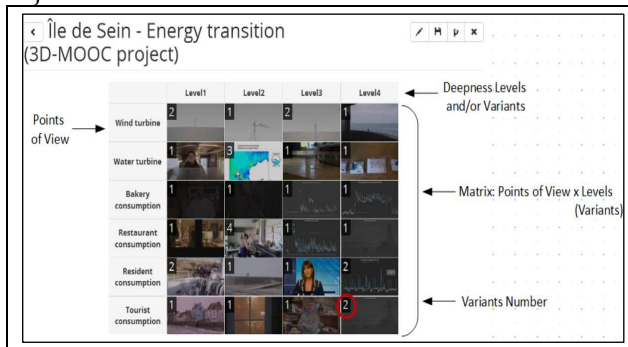 ‹ Île de Sein - Energy transition
(3D-MOOC project)
Level1 Level2 Level3 Level4
Deepness Levels
and/or Variants
Points
of View
Wind turbine 2 1 2 1
Water turbine 1 3 1 1
Bakery
consumption 1 1 1 1
Matrix: Points of View x Levels
(Variants)
Restaurant
consumption 1 4 1 1
Resident
consumption 2 1 1 2
Tourist
consumption 1 1 1 2
Variants Number